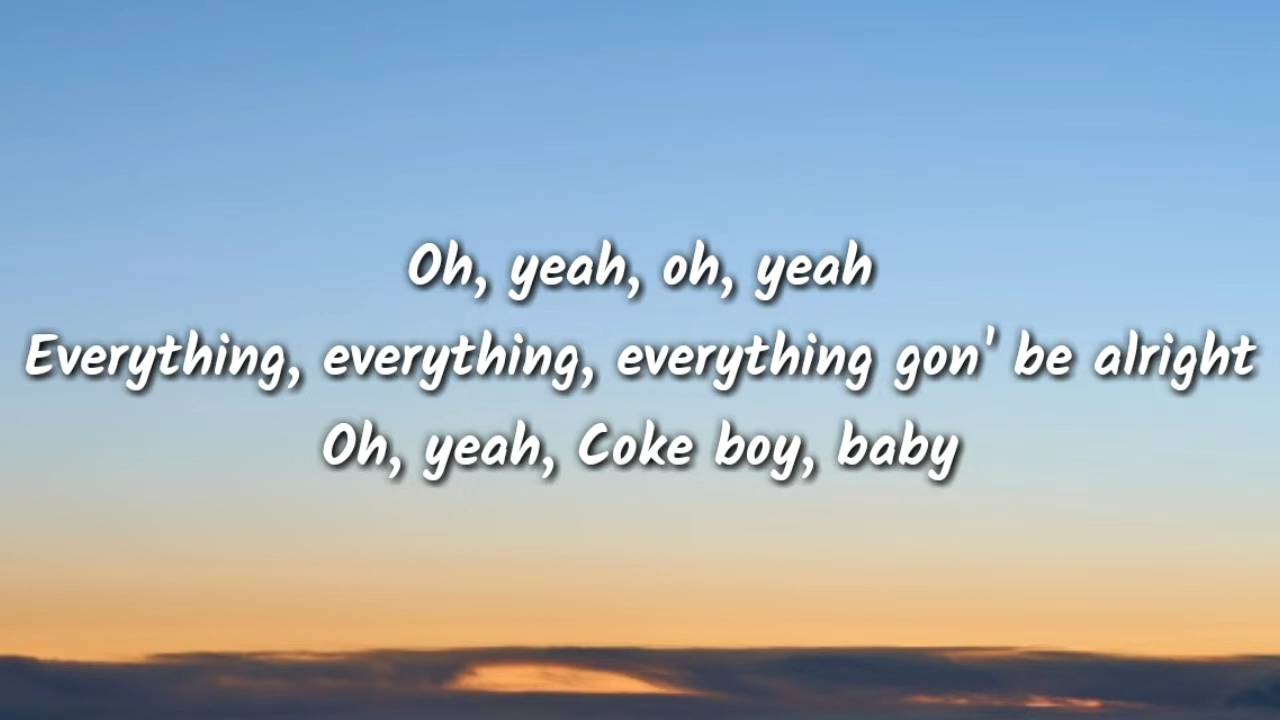 Oh, yeah, oh, yeah
Everything, everything, everything gon' be alright
Oh, yeah, Coke boy, baby